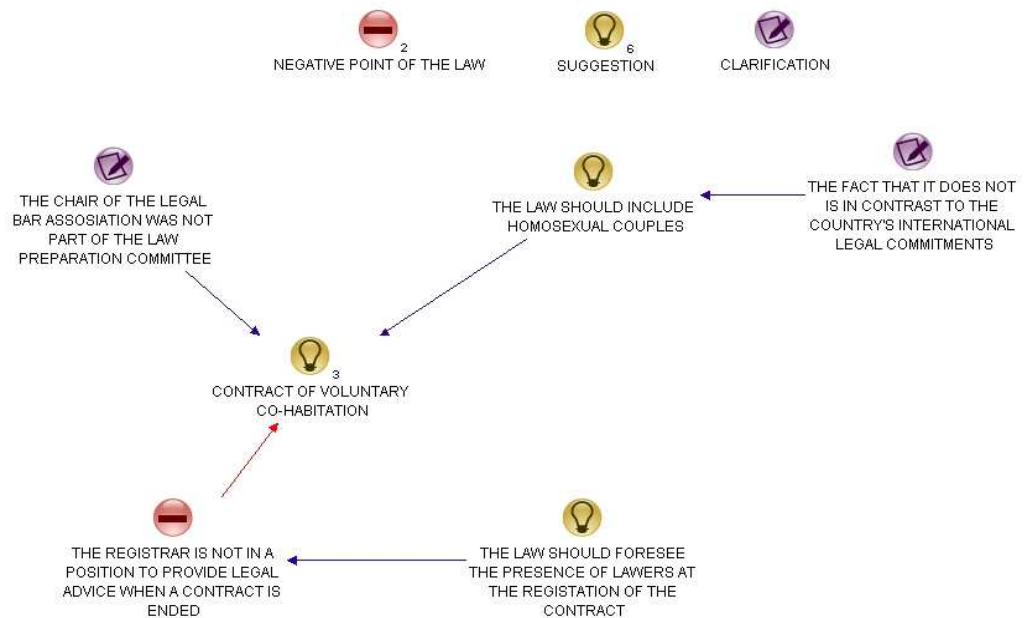 2
NEGATIVE POINT OF THE LAW
6
SUGGESTION
CLARIFICATION
THE CHAIR OF THE LEGAL
BAR ASSOSIATION WAS NOT
PART OF THE LAW
PREPARATION COMMITTEE
THE LAW SHOULD INCLUDE
HOMOSEXUAL COUPLES
THE FACT THAT IT DOES NOT
IS IN CONTRAST TO THE
COUNTRY'S INTERNATIONAL
LEGAL COMMITMENTS
3
CONTRACT OF VOLUNTARY
CO-HABITATION
THE REGISTRAR IS NOT IN A
POSITION TO PROVIDE LEGAL
ADVICE WHEN A CONTRACT IS
ENDED
THE LAW SHOULD FORESEE
THE PRESENCE OF LAWERS AT
THE REGISTATION OF THE
CONTRACT